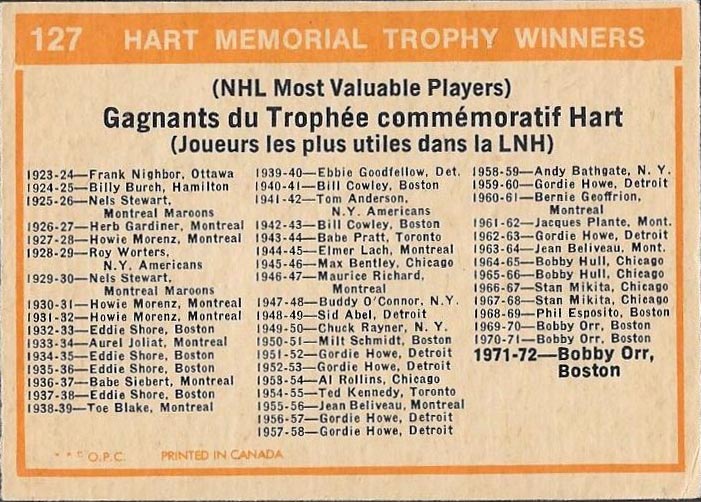 127 HART MEMORIAL TROPHY WINNERS
(NHL Most Valuable Players)
Gagnants du Trophée commémoratif Hart
(Joueurs les plus utiles dans la LNH)
1923-24—Frank Nighbor, Ottawa
1924-25—Billy Burch, Hamilton
1925-26—Nels Stewart,
Montreal Maroons
1926-27—Herb Gardiner, Montreal
1927-28—Howie Morenz, Montreal
1928-29—Roy Worters,
N.Y. Americans
1929-30—Nels Stewart,
Montreal Maroons
1930-31—Howie Morenz, Montreal
1931-32—Howie Morenz, Montreal
1932-33—Eddie Shore, Boston
1933-34—Aurel Joliat, Montreal
1934-35—Eddie Shore, Boston
1935-36—Eddie Shore, Boston
1936-37—Babe Siebert, Montreal
1937-38—Eddie Shore, Boston
1938-39—Toe Blake, Montreal
1939-40—Ebbie Goodfellow, Det.
1940-41—Bill Cowley, Boston
1941-42—Tom Anderson,
N.Y. Americans
1942-43—Bill Cowley, Boston
1943-44—Babe Pratt, Toronto
1944-45—Elmer Lach, Montreal
1945-46—Max Bentley, Chicago
1946-47—Maurice Richard,
Montreal
1947-48—Buddy O'Connor, N.Y.
1948-49—Sid Abel, Detroit
1949-50—Chuck Rayner, N. Y.
1950-51—Milt Schmidt, Boston
1951-52—Gordie Howe, Detroit
1952-53—Gordie Howe, Detroit
1953-54—Al Rollins, Chicago
1954-55—Ted Kennedy, Toronto
1955-56—Jean Beliveau, Montreal
1956-57—Gordie Howe, Detroit
1957-58—Gordie Howe, Detroit
1958-59—Andy Bathgate, N. Y.
1959-60—Gordie Howe, Detroit
1960-61—Bernie Geoffrion,
Montreal
1961-62—Jacques Plante, Mont.
1962-63—Gordie Howe, Detroit
1963-64—Jean Beliveau, Mont.
1964-65—Bobby Hull, Chicago
1965-66—Bobby Hull, Chicago
1966-67—Stan Mikita, Chicago
1967-68—Stan Mikita, Chicago
1968-69—Phil Esposito, Boston
1969-70—Bobby Orr, Boston
1970-71—Bobby Orr, Boston
1971-72—Bobby Orr,
Boston
* * © O.P.C. PRINTED IN CANADA